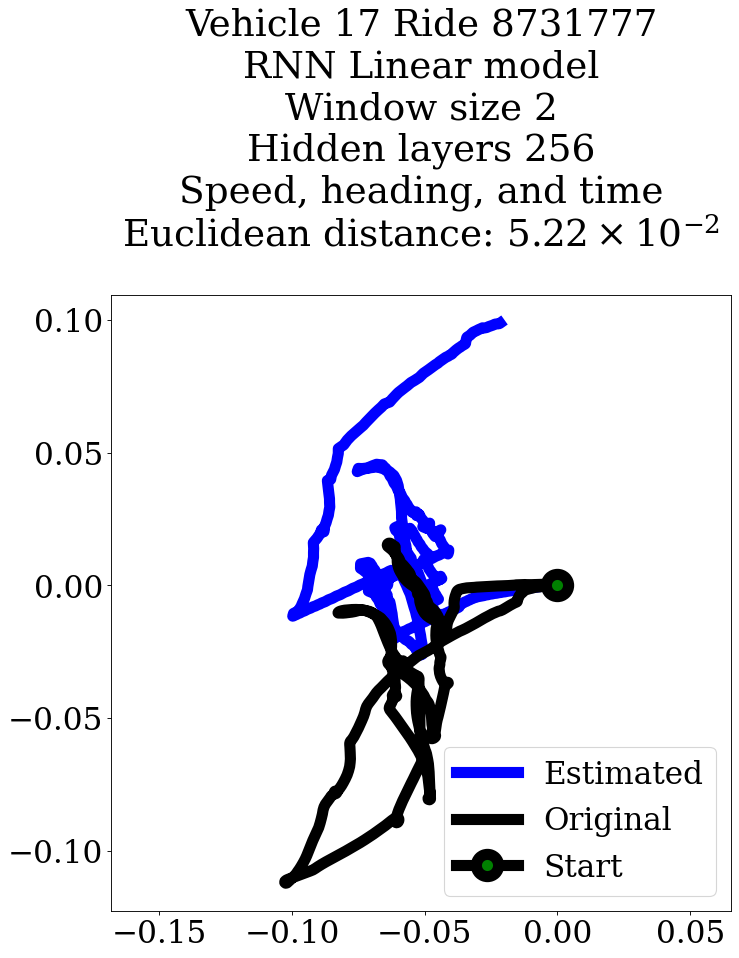 Vehicle 17 Ride 8731777
RNN Linear model
Window size 2
Hidden layers 256
Speed, heading, and time
Euclidean distance: 5.22 × 10⁻²
0.10
0.05
0.00
−0.05
−0.10
−0.15 −0.10 −0.05 0.00 0.05
Estimated
Original
Start